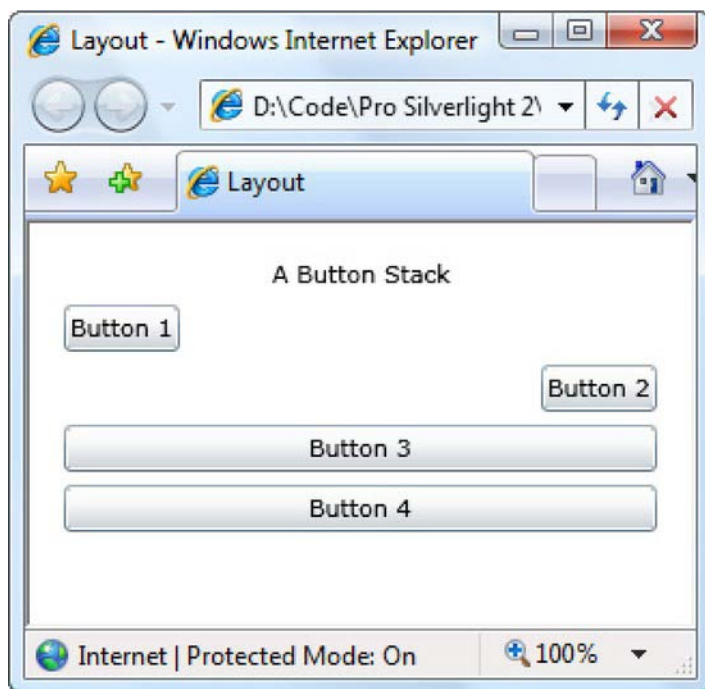 Layout - Windows Internet Explorer
D:\Code\Pro Silverlight 2\
Layout
A Button Stack
Button 1
Button 2
Button 3
Button 4
Internet | Protected Mode: On
100%